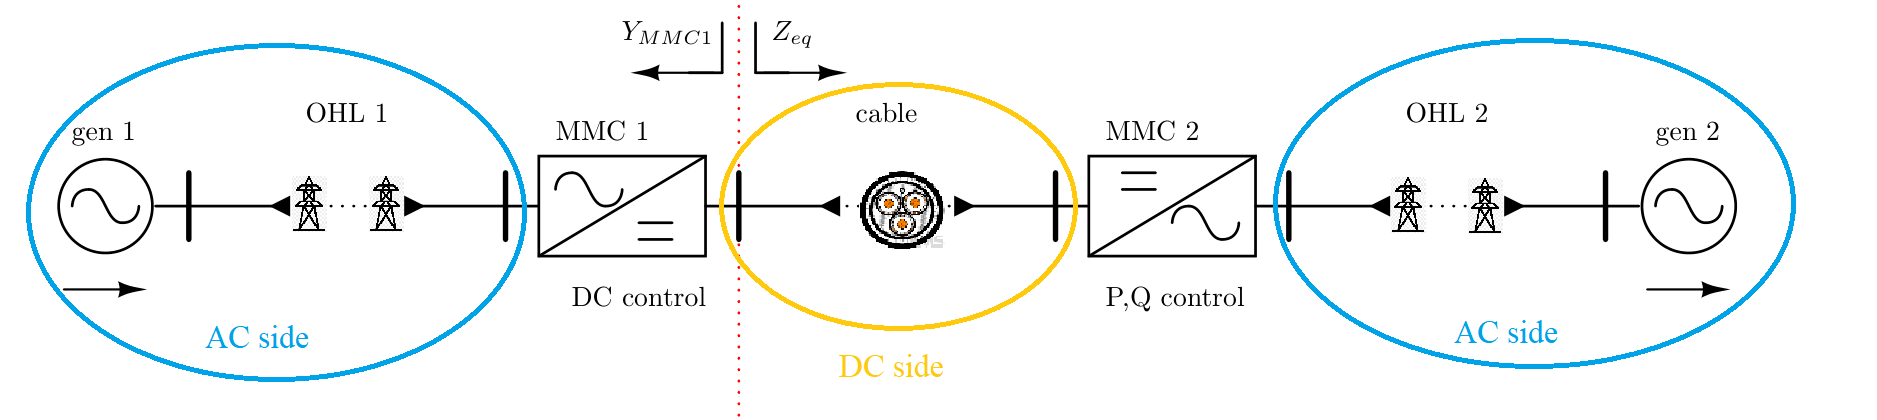 Y_{MMC1}
Z_{eq}
gen 1
OHL 1
MMC 1
cable
MMC 2
OHL 2
gen 2
DC control
P,Q control
AC side
DC side
AC side